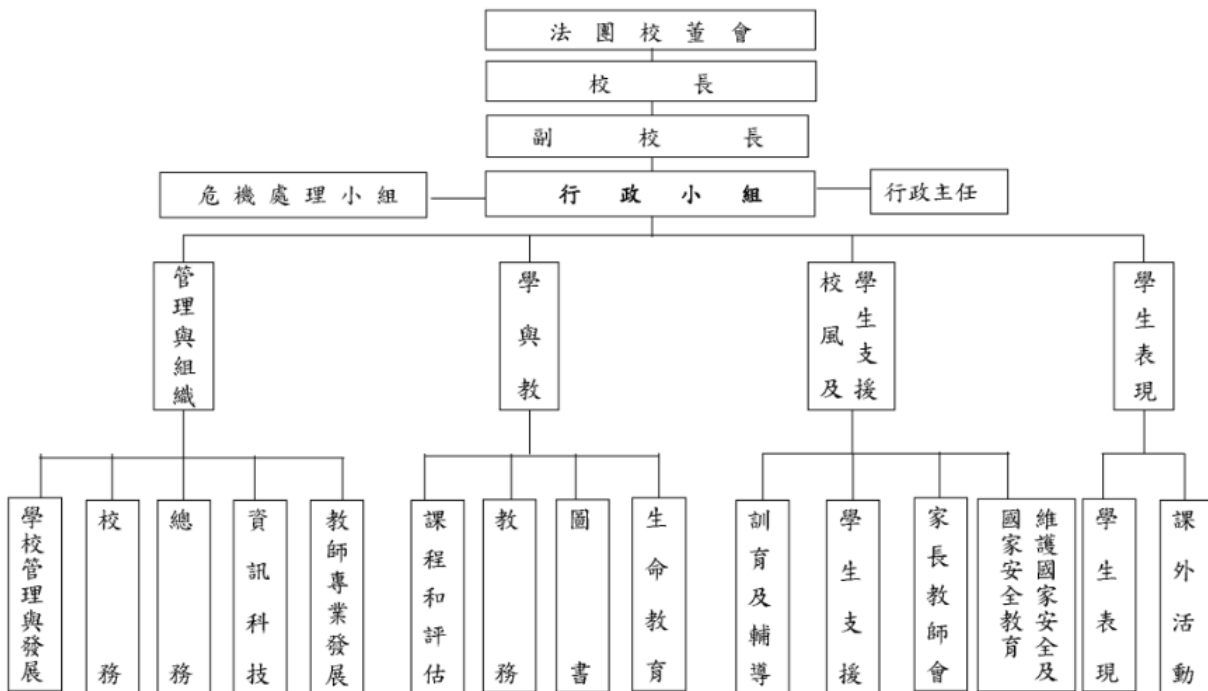 法團校董會
校長
副校長
危機處理小組
行政小組
行政主任
管理與組織
學與教
校風及
學生支援
學生表現
學校管理與發展
校務
總務
資訊科技
教師專業發展
課程和評估
教務
圖書
生命教育
訓育及輔導
學生支援
家長教師會
維護國家安全及
國家安全教育
學生表現
課外活動